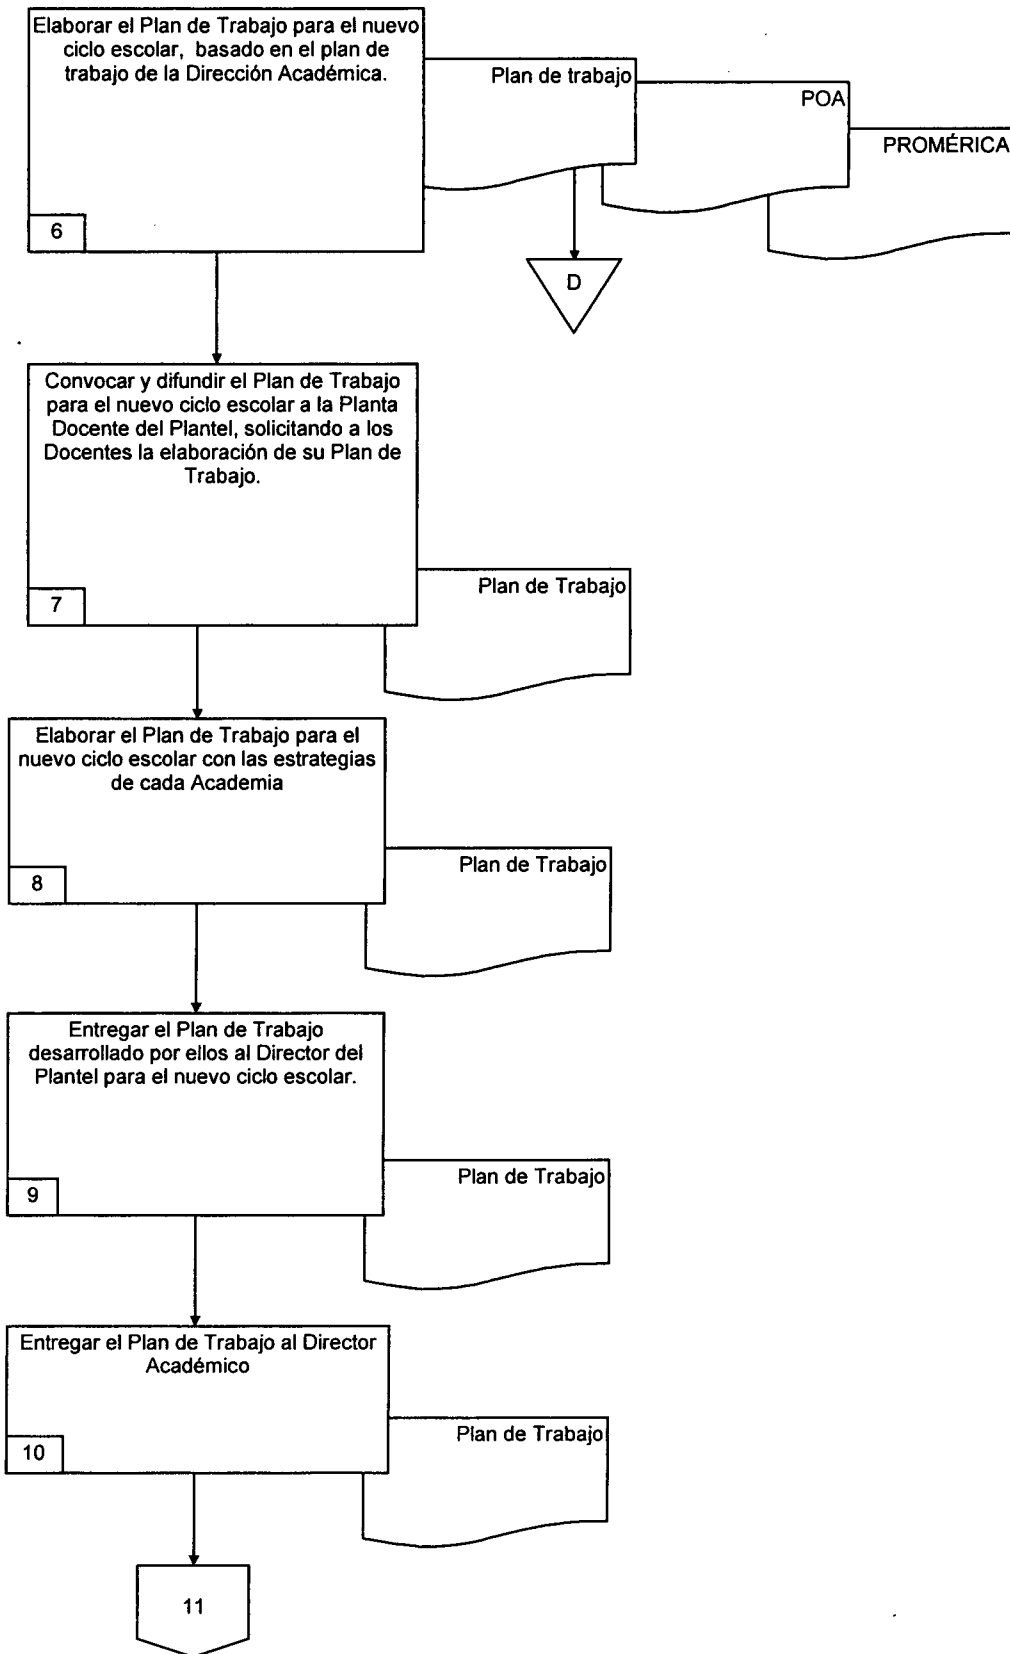 Elaborar el Plan de Trabajo para el nuevo
ciclo escolar, basado en el plan de
trabajo de la Dirección Académica.
6
Plan de trabajo
POA
PROMÉRICA
D
Convocar y difundir el Plan de Trabajo
para el nuevo ciclo escolar a la Planta
Docente del Plantel, solicitando a los
Docentes la elaboración de su Plan de
Trabajo.
7
Plan de Trabajo
Elaborar el Plan de Trabajo para el
nuevo ciclo escolar con las estrategias
de cada Academia
8
Plan de Trabajo
Entregar el Plan de Trabajo
desarrollado por ellos al Director del
Plantel para el nuevo ciclo escolar.
9
Plan de Trabajo
Entregar el Plan de Trabajo al Director
Académico
10
Plan de Trabajo
11